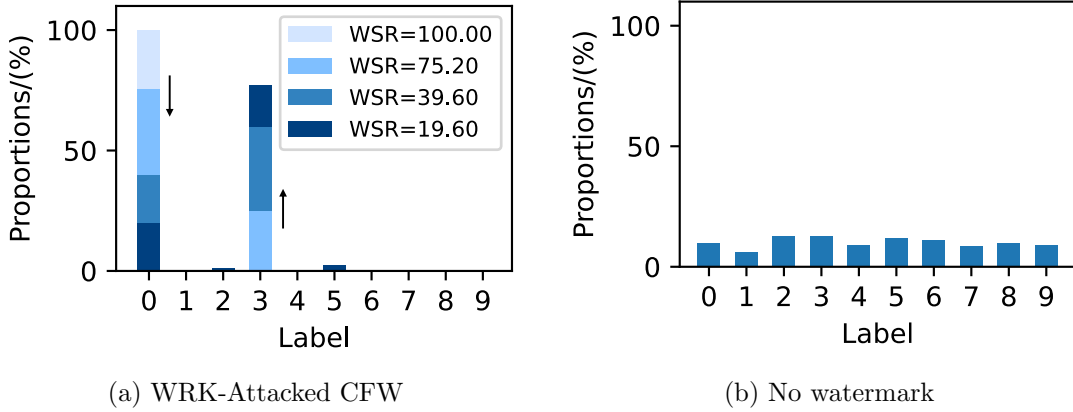 Proportions/(%)
100
50
0
WSR=100.00
WSR=75.20
WSR=39.60
WSR=19.60
0 1 2 3 4 5 6 7 8 9
Label
(a) WRK-Attacked CFW
Proportions/(%)
100
50
0
0 1 2 3 4 5 6 7 8 9
Label
(b) No watermark